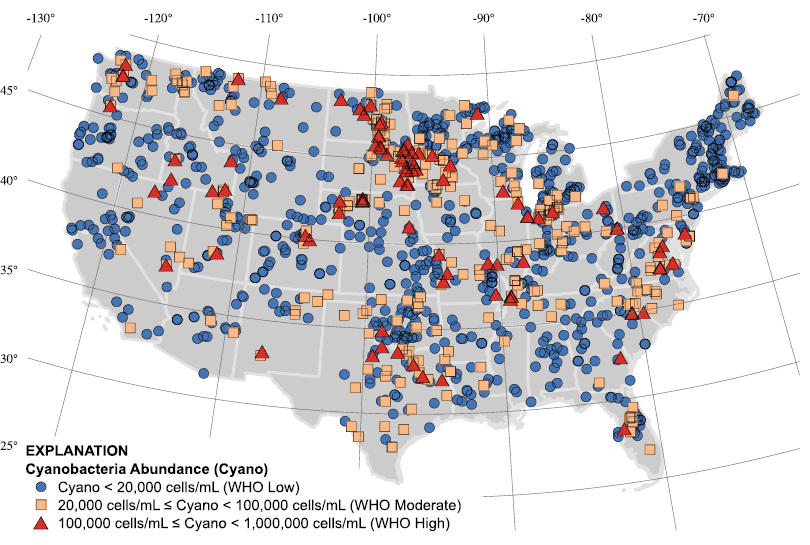 -130° -120° -110° -100° -90° -80° -70°
45°
40°
35°
30°
25°
EXPLANATION
Cyanobacteria Abundance (Cyano)
Cyano < 20,000 cells/mL (WHO Low)
20,000 cells/mL ≤ Cyano < 100,000 cells/mL (WHO Moderate)
100,000 cells/mL ≤ Cyano < 1,000,000 cells/mL (WHO High)